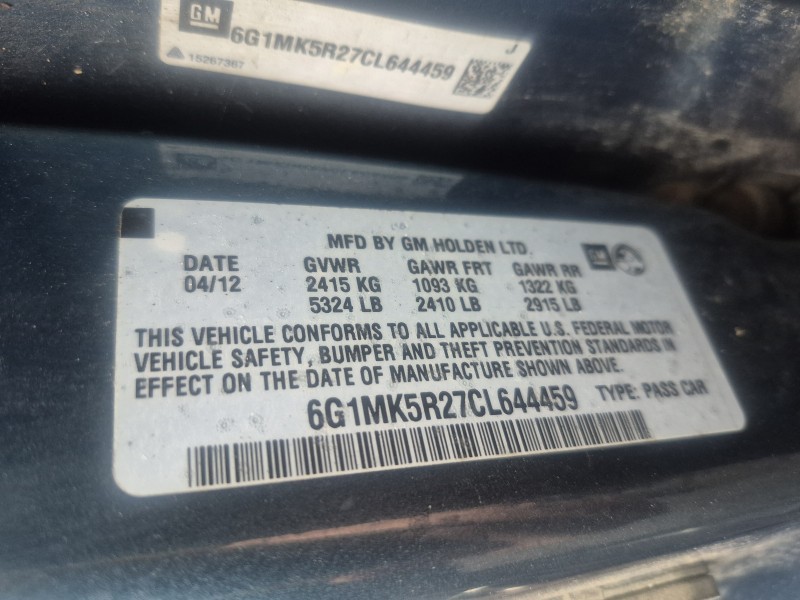 GM
6G1MK5R27CL644459
J
15267387
MFD BY GM HOLDEN LTD.
DATE GVWR GAWR FRT GAWR RR
04/12 2415 KG 1093 KG 1322 KG
5324 LB 2410 LB 2915 LB
GM
THIS VEHICLE CONFORMS TO ALL APPLICABLE U.S. FEDERAL MOTOR
VEHICLE SAFETY, BUMPER AND THEFT PREVENTION STANDARDS IN
EFFECT ON THE DATE OF MANUFACTURE SHOWN ABOVE.
6G1MK5R27CL644459 TYPE: PASS CAR